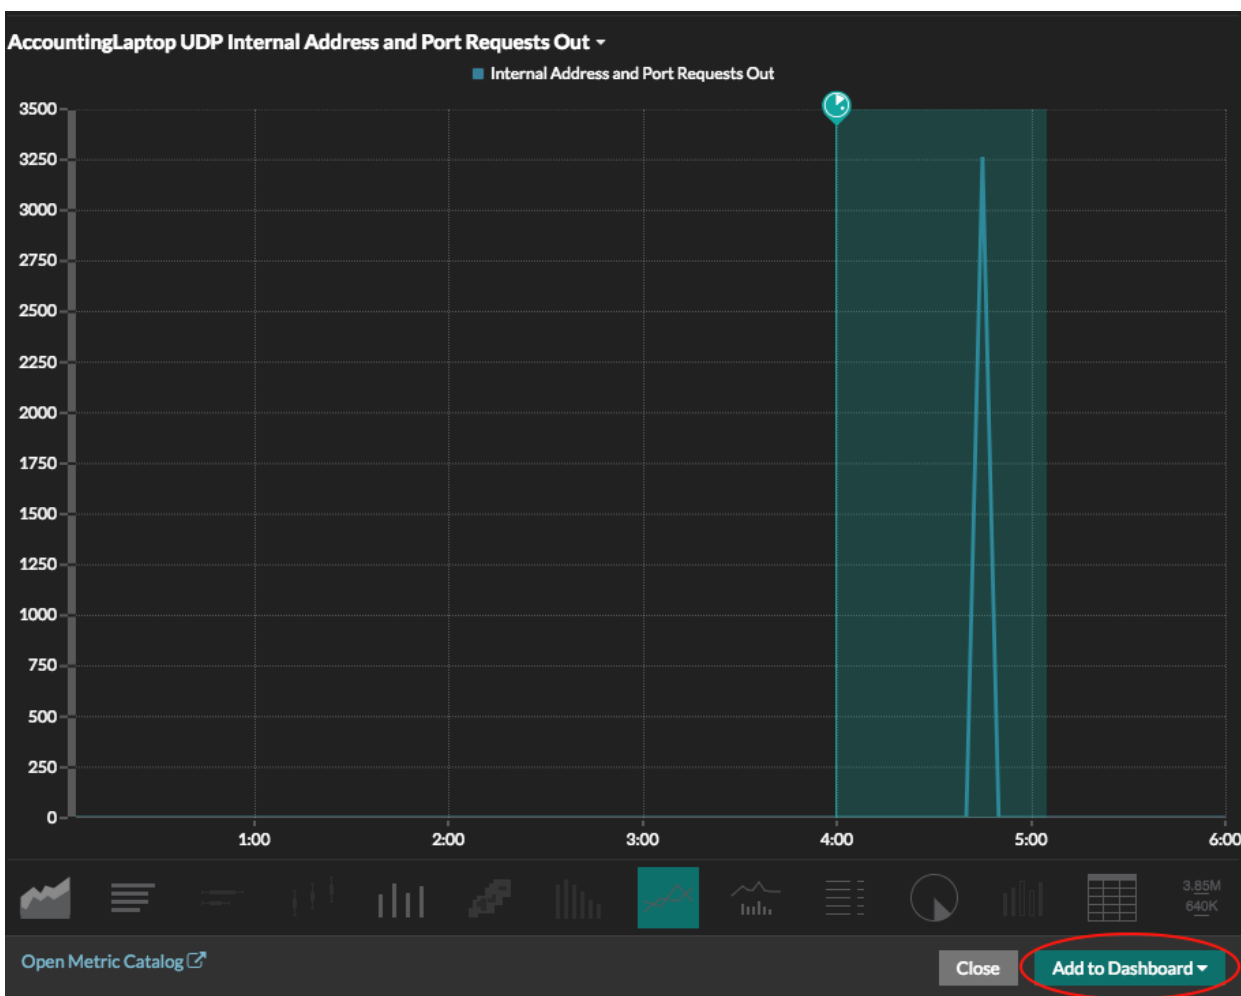 AccountingLaptop UDP Internal Address and Port Requests Out
Internal Address and Port Requests Out
3500
3250
3000
2750
2500
2250
2000
1750
1500
1250
1000
750
500
250
0
1:00 2:00 3:00 4:00 5:00 6:00
3.85M
640K
Open Metric Catalog Close Add to Dashboard